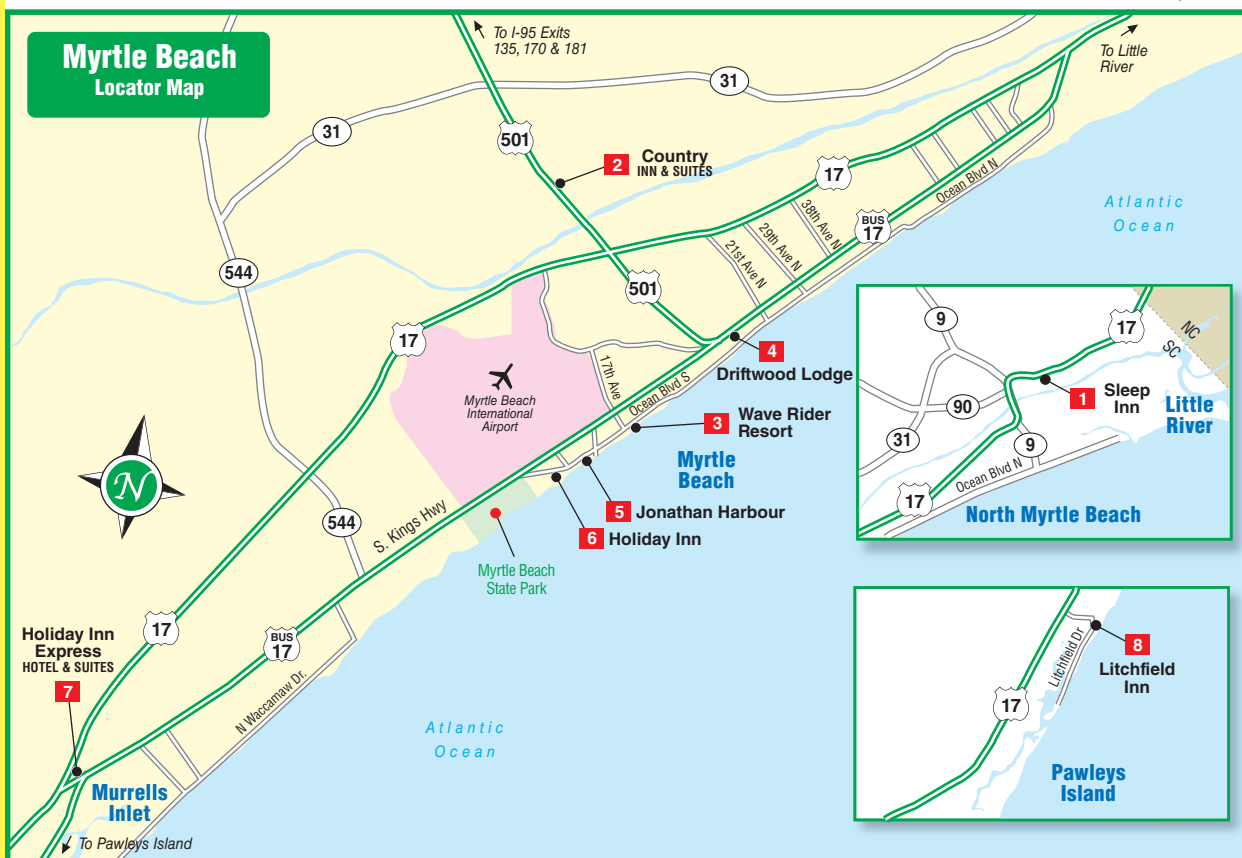 Myrtle Beach
Locator Map
To I-95 Exits
135, 170 & 181
To Little
River
31
31
501
2
Country
INN & SUITES
17
38th Ave N
29th Ave N
21st Ave N
BUS
17
Ocean Blvd N
Atlantic
Ocean
544
501
17
Myrtle Beach
International
Airport
17th Ave
Ocean Blvd S
4
Driftwood Lodge
3
Wave Rider
Resort
Myrtle
Beach
5
Jonathan Harbour
6
Holiday Inn
N
544
S. Kings Hwy
Myrtle Beach
State Park
17
BUS
17
Holiday Inn
Express
HOTEL & SUITES
7
N Waccamaw Dr.
Murrells
Inlet
To Pawleys Island
Atlantic
Ocean
9
17
NC
SC
90
1
Sleep
Inn
Little
River
31
9
Ocean Blvd N
17
North Myrtle Beach
Litchfield Dr
8
Litchfield
Inn
17
Pawleys
Island